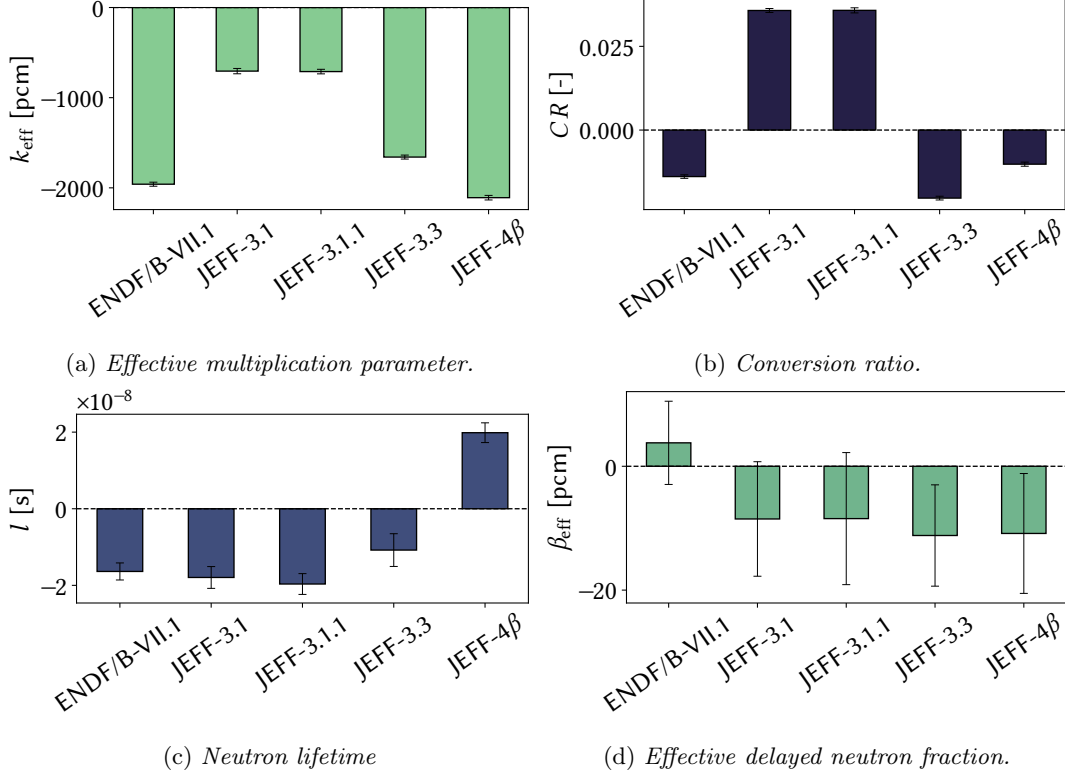 0
−1000
−2000
k_eff [pcm]
ENDF/B-VII.1
JEFF-3.1
JEFF-3.1.1
JEFF-3.3
JEFF-4β
(a) Effective multiplication parameter.
0.025
0.000
CR [-]
ENDF/B-VII.1
JEFF-3.1
JEFF-3.1.1
JEFF-3.3
JEFF-4β
(b) Conversion ratio.
×10⁻⁸
2
0
−2
l [s]
ENDF/B-VII.1
JEFF-3.1
JEFF-3.1.1
JEFF-3.3
JEFF-4β
(c) Neutron lifetime
0
−20
β_eff [pcm]
ENDF/B-VII.1
JEFF-3.1
JEFF-3.1.1
JEFF-3.3
JEFF-4β
(d) Effective delayed neutron fraction.